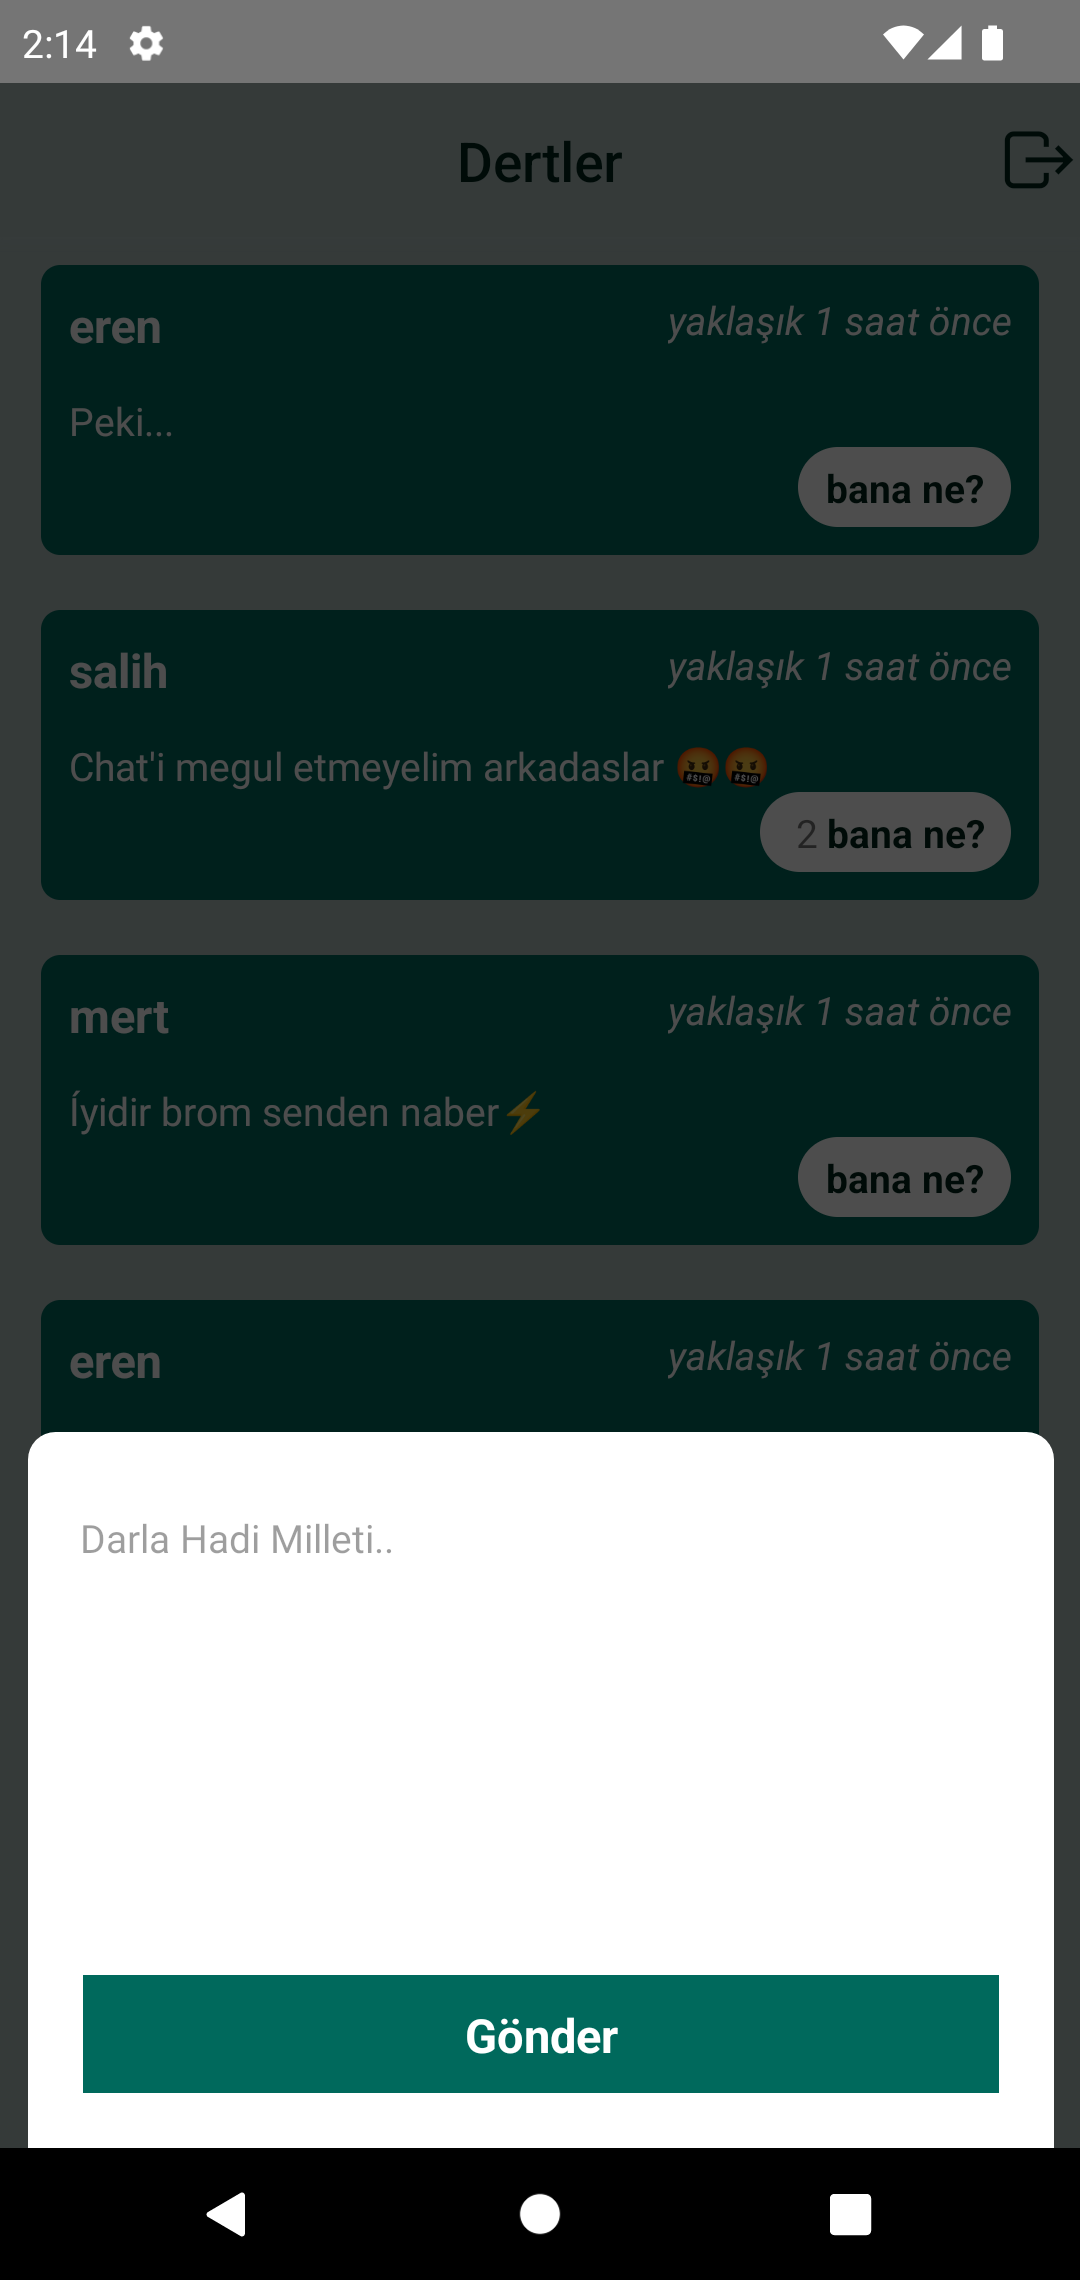 2:14
Dertler
eren
yaklaşık 1 saat önce
Peki...
bana ne?
salih
yaklaşık 1 saat önce
Chat'i megul etmeyelim arkadaslar 🤬🤬
2 bana ne?
mert
yaklaşık 1 saat önce
Íyidir brom senden naber⚡
bana ne?
eren
yaklaşık 1 saat önce
Darla Hadi Milleti..
Gönder